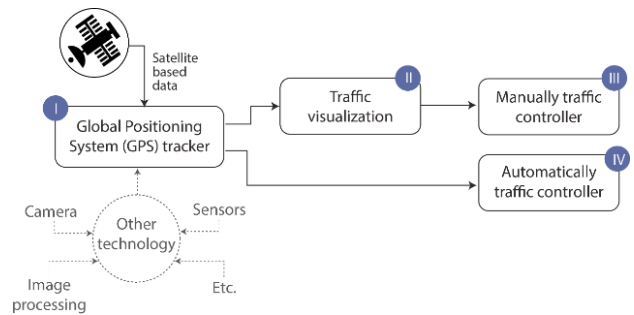 Satellite
based
data
I
Global Positioning
System (GPS) tracker
II
Traffic
visualization
III
Manually traffic
controller
IV
Automatically
traffic controller
Camera
Sensors
Other
technology
Image
processing
Etc.